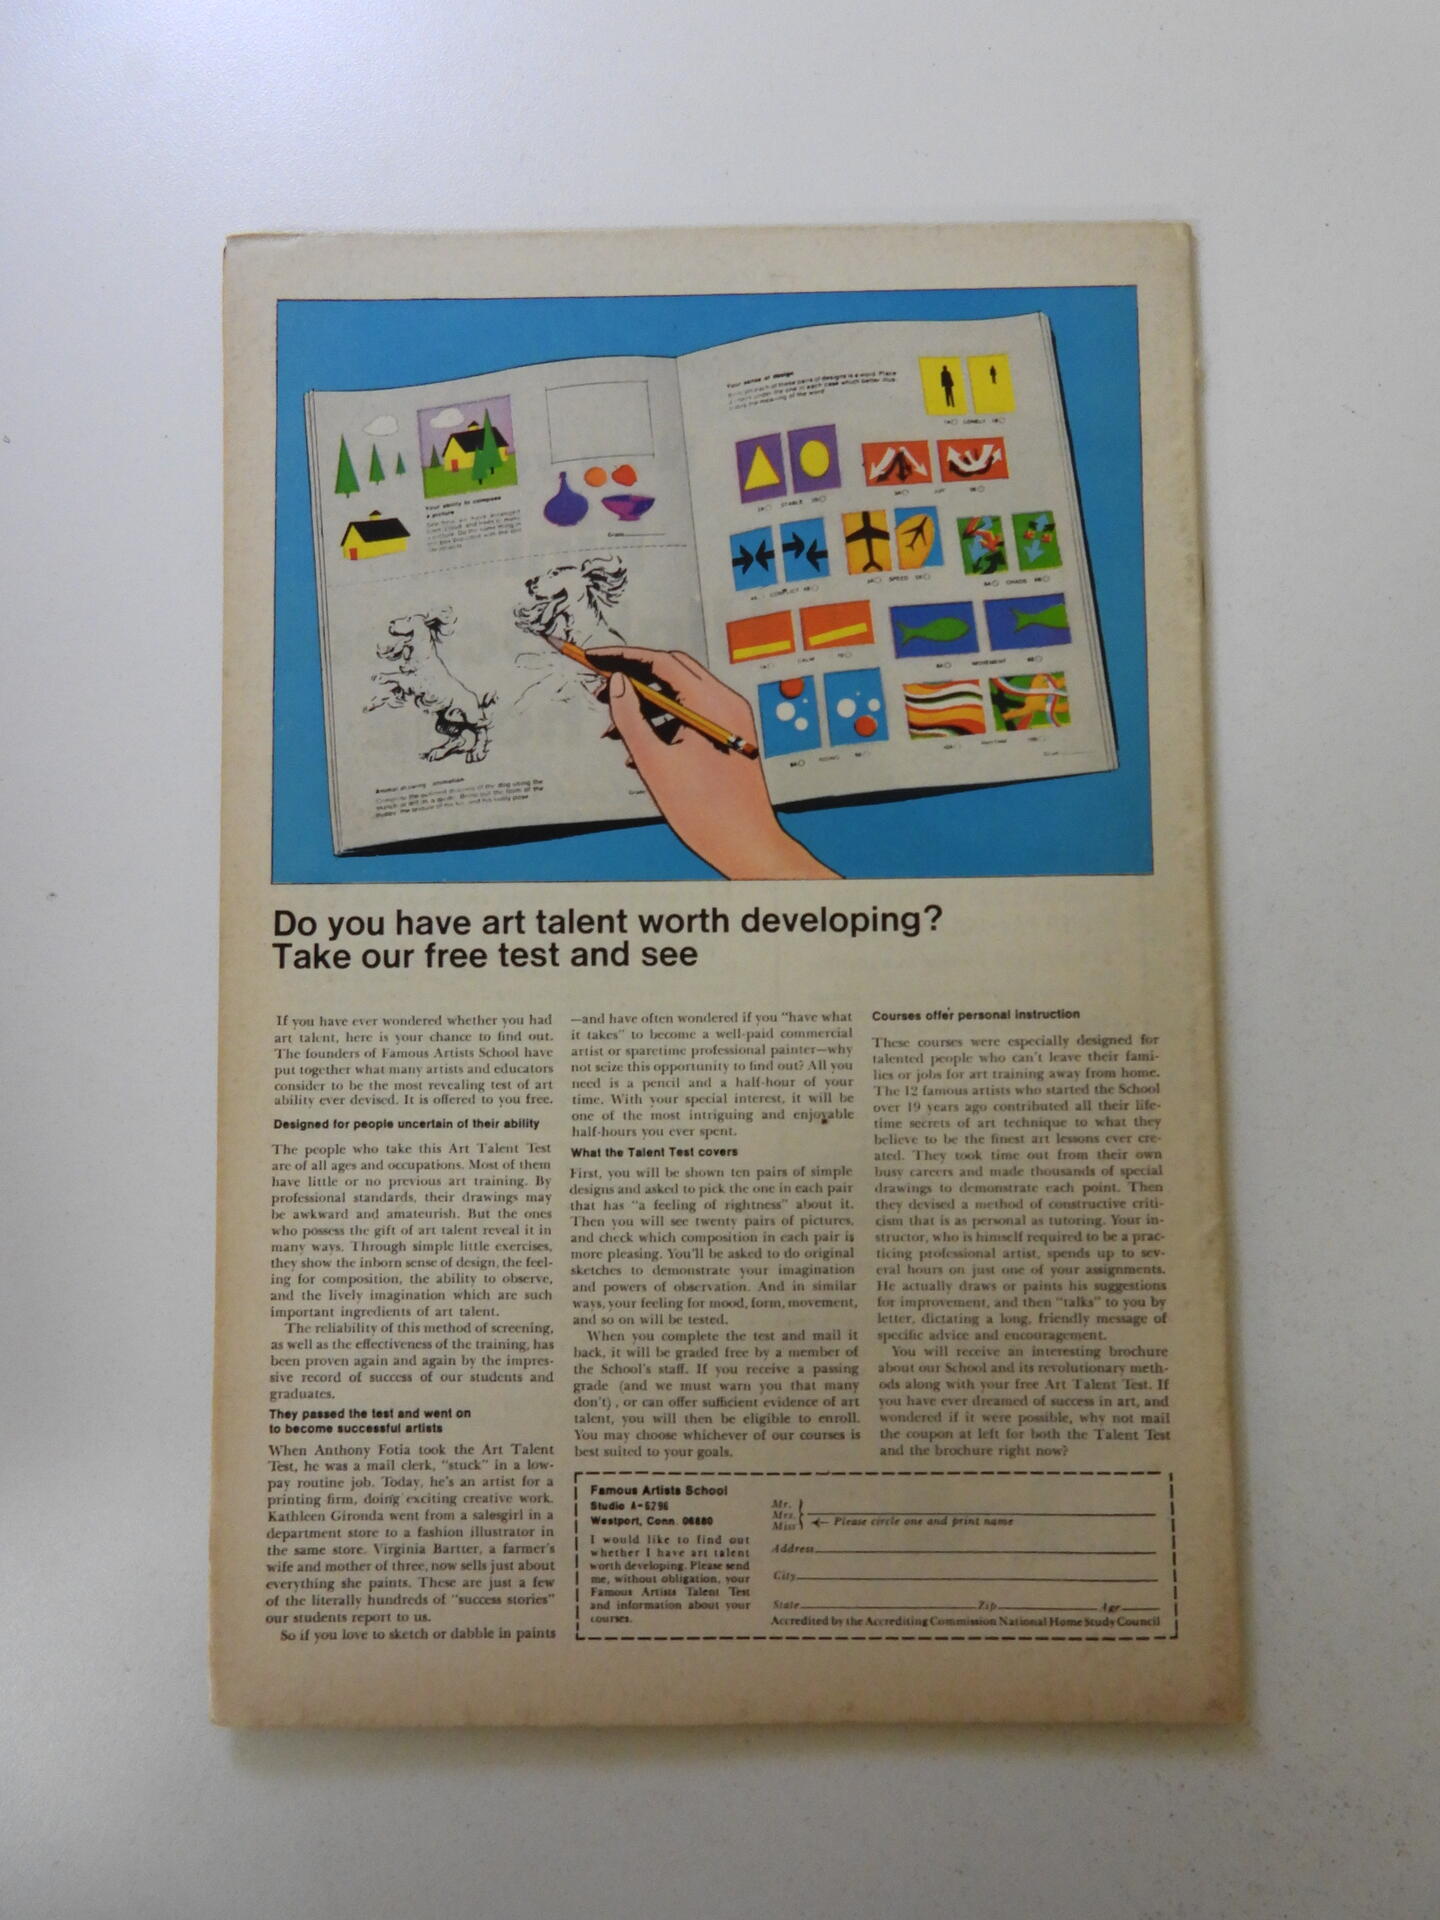 Your ability to compose
a picture
Your sense of design
LONELY
STABLE
JOY
CONFLICT
SPEED
CHAOS
CALM
MOVEMENT
Animal drawing animation
Do you have art talent worth developing?
Take our free test and see
If you have ever wondered whether you had
art talent, here is your chance to find out.
The founders of Famous Artists School have
put together what many artists and educators
consider to be the most revealing test of art
ability ever devised. It is offered to you free.
Designed for people uncertain of their ability
The people who take this Art Talent Test
are of all ages and occupations. Most of them
have little or no previous art training. By
professional standards, their drawings may
be awkward and amateurish. But the ones
who possess the gift of art talent reveal it in
many ways. Through simple little exercises,
they show the inborn sense of design, the feel-
ing for composition, the ability to observe,
and the lively imagination which are such
important ingredients of art talent.
The reliability of this method of screening,
as well as the effectiveness of the training, has
been proven again and again by the impres-
sive record of success of our students and
graduates.
They passed the test and went on
to become successful artists
When Anthony Fotia took the Art Talent
Test, he was a mail clerk, "stuck" in a low-
pay routine job. Today, he's an artist for a
printing firm, doing exciting creative work.
Kathleen Gironda went from a salesgirl in a
department store to a fashion illustrator in
the same store. Virginia Bartter, a farmer's
wife and mother of three, now sells just about
everything she paints. These are just a few
of the literally hundreds of "success stories"
our students report to us.
So if you love to sketch or dabble in paints
—and have often wondered if you "have what
it takes" to become a well-paid commercial
artist or sparetime professional painter—why
not seize this opportunity to find out? All you
need is a pencil and a half-hour of your
time. With your special interest, it will be
one of the most intriguing and enjoyable
half-hours you ever spent.
What the Talent Test covers
First, you will be shown ten pairs of simple
designs and asked to pick the one in each pair
that has "a feeling of rightness" about it.
Then you will see twenty pairs of pictures,
and check which composition in each pair is
more pleasing. You'll be asked to do original
sketches to demonstrate your imagination
and powers of observation. And in similar
ways, your feeling for mood, form, movement,
and so on will be tested.
When you complete the test and mail it
back, it will be graded free by a member of
the School's staff. If you receive a passing
grade (and we must warn you that many
don't), or can offer sufficient evidence of art
talent, you will then be eligible to enroll.
You may choose whichever of our courses is
best suited to your goals.
Courses offer personal instruction
These courses were especially designed for
talented people who can't leave their fami-
lies or jobs for art training away from home.
The 12 famous artists who started the School
over 19 years ago contributed all their life-
time secrets of art technique to what they
believe to be the finest art lessons ever cre-
ated. They took time out from their own
busy careers and made thousands of special
drawings to demonstrate each point. Then
they devised a method of constructive criti-
cism that is as personal as tutoring. Your in-
structor, who is himself required to be a prac-
ticing professional artist, spends up to sev-
eral hours on just one of your assignments.
He actually draws or paints his suggestions
for improvement, and then "talks" to you by
letter, dictating a long, friendly message of
specific advice and encouragement.
You will receive an interesting brochure
about our School and its revolutionary meth-
ods along with your free Art Talent Test. If
you have ever dreamed of success in art, and
wondered if it were possible, why not mail
the coupon at left for both the Talent Test
and the brochure right now?
Famous Artists School
Studio A-6296
Westport, Conn. 06880
I would like to find out
whether I have art talent
worth developing. Please send
me, without obligation, your
Famous Artists Talent Test
and information about your
courses.
Mr.
Mrs.
Miss
Please circle one and print name
Address
City
State Zip Age
Accredited by the Accrediting Commission National Home Study Council